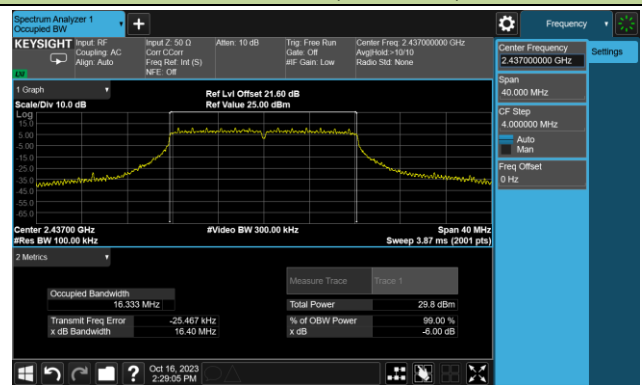 Spectrum Analyzer 1
Occupied BW
Frequency
KEYSIGHT
Input: RF
Coupling: AC
Align: Auto
Input Z: 50 Ω
Corr CCorr
Freq Ref: Int (S)
NFE: Off
Atten: 10 dB
Trig: Free Run
Gate: Off
#IF Gain: Low
Center Freq: 2.437000000 GHz
Avg|Hold:>10/10
Radio Std: None
Center Frequency
2.437000000 GHz
Settings
Span
40.000 MHz
CF Step
4.000000 MHz
Auto
Man
Freq Offset
0 Hz
1 Graph
Scale/Div 10.0 dB
Ref Lvl Offset 21.60 dB
Ref Value 25.00 dBm
Log
15.0
5.00
-5.00
-15.0
-25.0
-35.0
-45.0
-55.0
-65.0
Center 2.43700 GHz
#Video BW 300.00 kHz
Span 40 MHz
#Res BW 100.00 kHz
Sweep 3.87 ms (2001 pts)
2 Metrics
Measure Trace
Trace 1
Occupied Bandwidth
16.333 MHz
Total Power
29.8 dBm
Transmit Freq Error
-25.467 kHz
% of OBW Power
99.00 %
x dB Bandwidth
16.40 MHz
x dB
-6.00 dB
Oct 16, 2023
2:29:05 PM